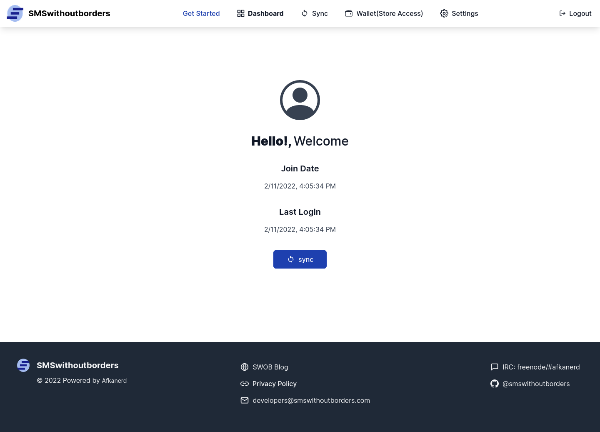 SMSwithoutborders
Get Started
Dashboard
Sync
Wallet(Store Access)
Settings
Logout
Hello!, Welcome
Join Date
2/11/2022, 4:05:34 PM
Last Login
2/11/2022, 4:05:34 PM
sync
SMSwithoutborders
© 2022 Powered by Afkanerd
SWOB Blog
Privacy Policy
developers@smswithoutborders.com
IRC: freenode/#afkanerd
@smswithoutborders